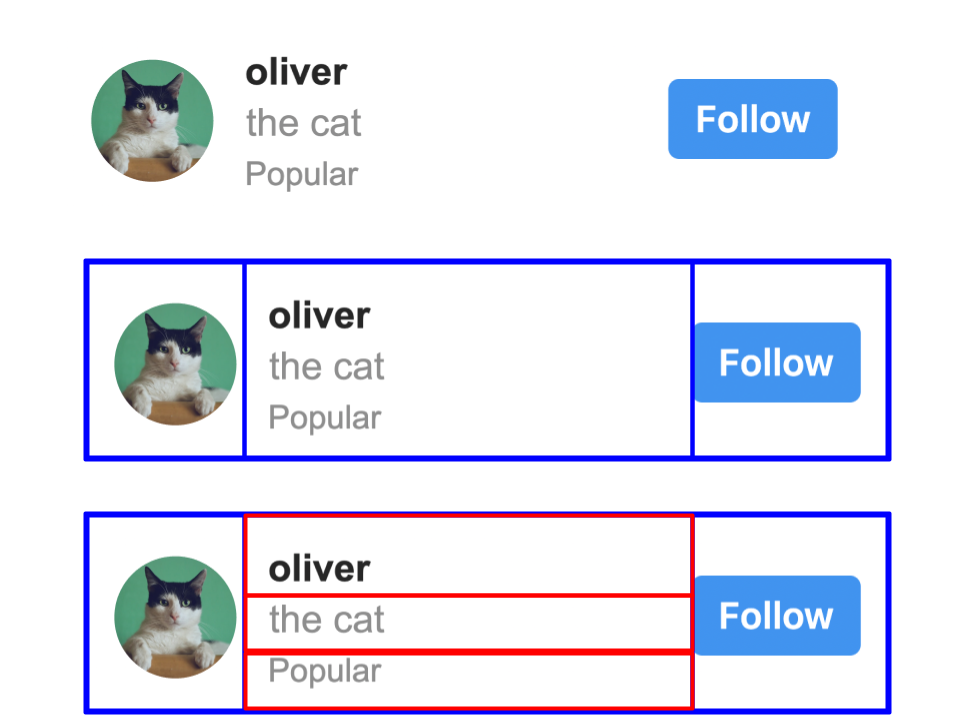 oliver
the cat
Popular
Follow
oliver
the cat
Popular
Follow
oliver
the cat
Popular
Follow